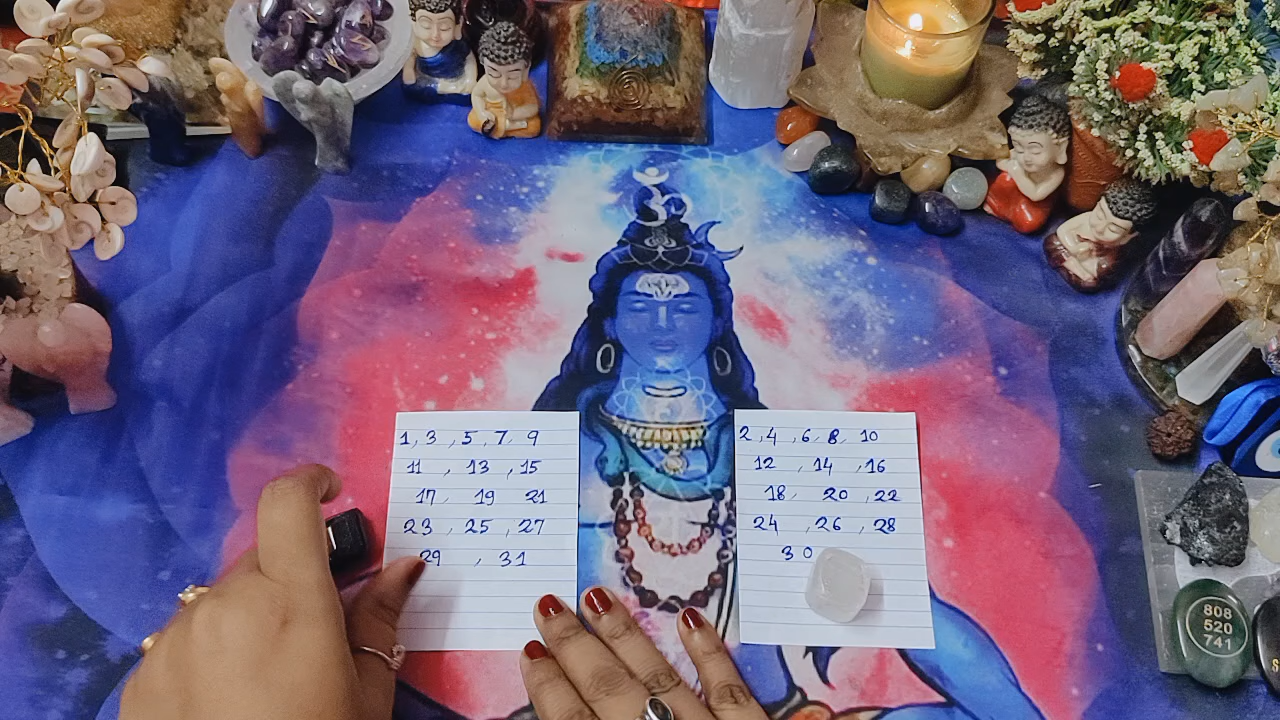 1, 3 , 5, 7, 9
11 , 13 , 15
17, 19 21
23 , 25 , 27
29 , 31
2, 4 , 6, 8, 10
12 , 14 , 16
18, 20 , 22
24 , 26 , 28
30
ॐ
808
520
741